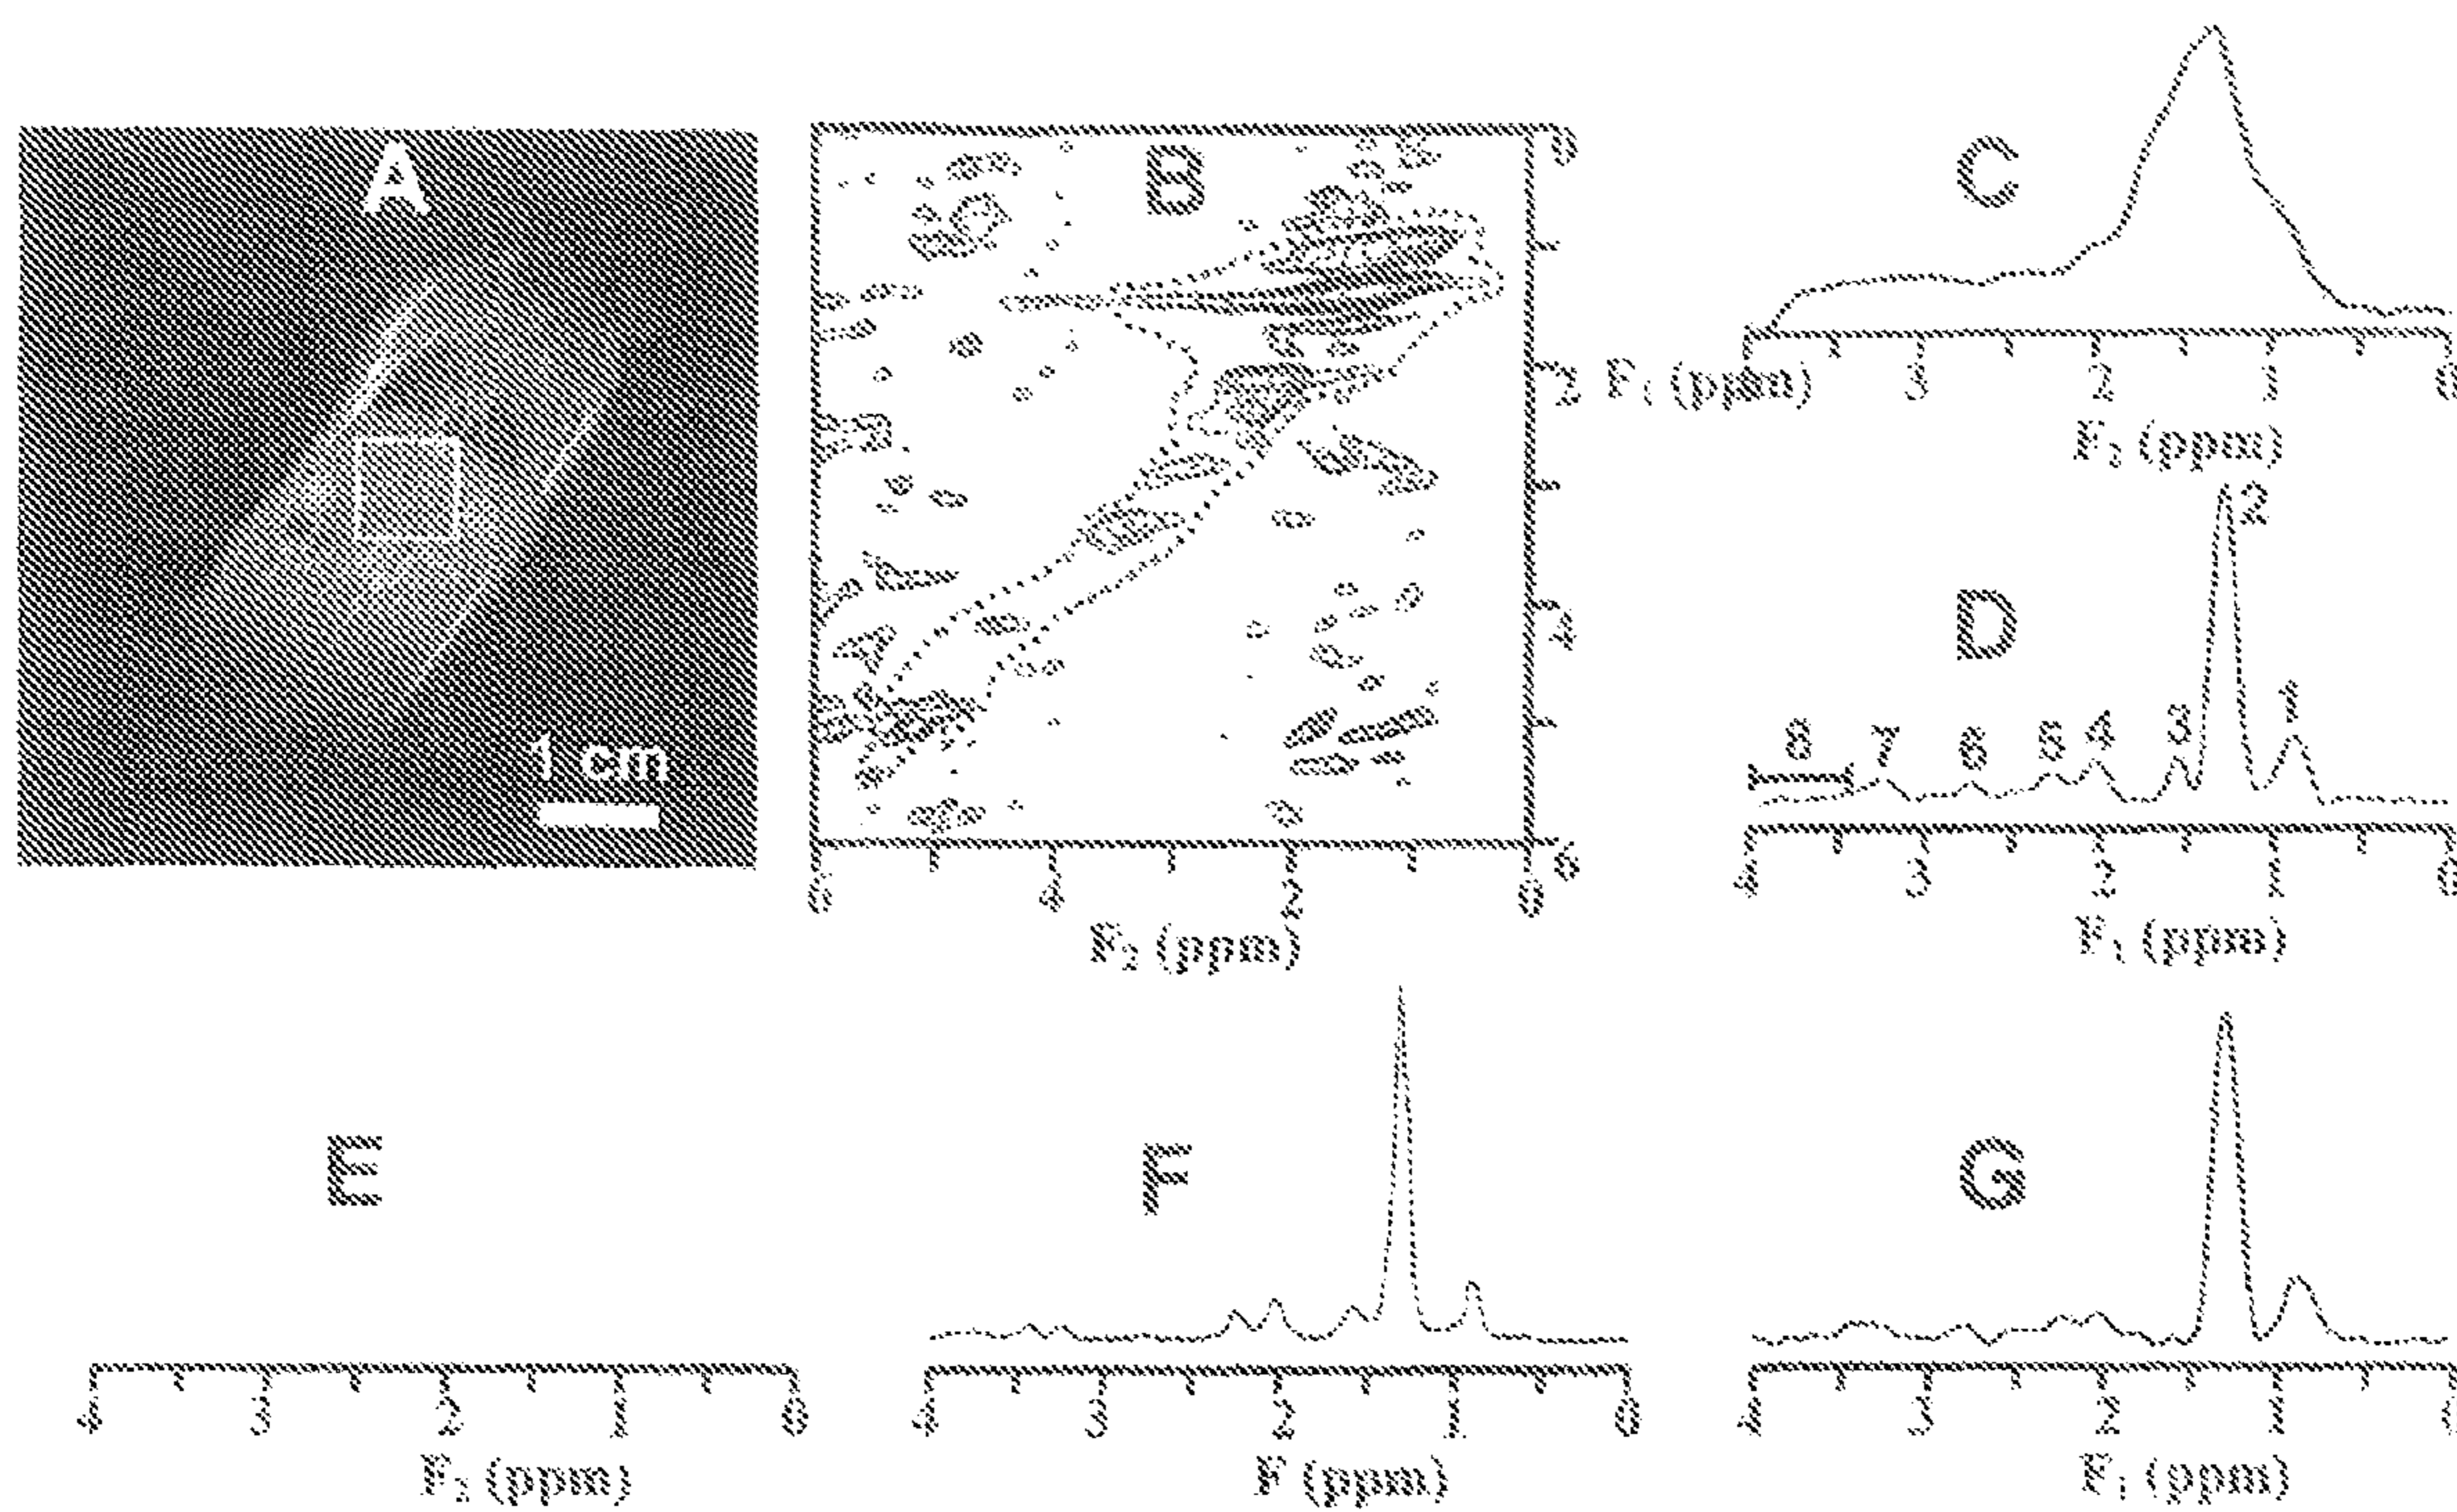 A
1 cm
B
0
2
4
6
6 4 2 0
F₂ (ppm)
F₁ (ppm)
C
3 2 1 0
F₂ (ppm)
D
8 7 6 5 4 3 2 1
4 3 2 1 0
F₁ (ppm)
E
4 3 2 1 0
F₂ (ppm)
F
4 3 2 1 0
F (ppm)
G
4 3 2 1 0
F₁ (ppm)